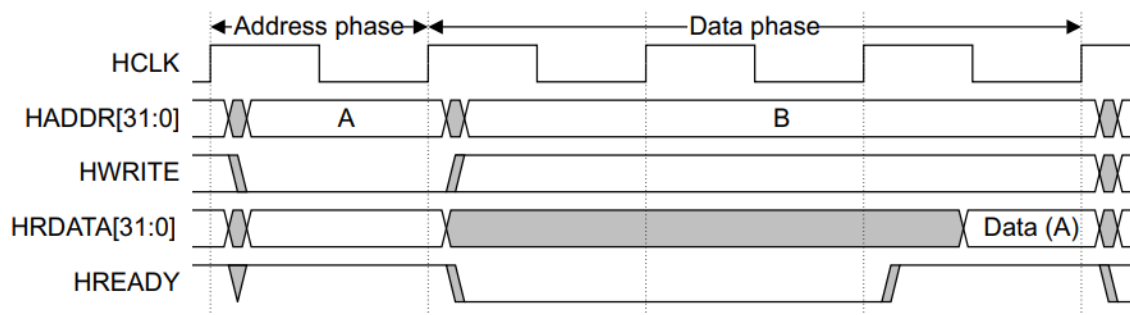 Address phase Data phase
HCLK
HADDR[31:0] A B
HWRITE
HRDATA[31:0] Data (A)
HREADY